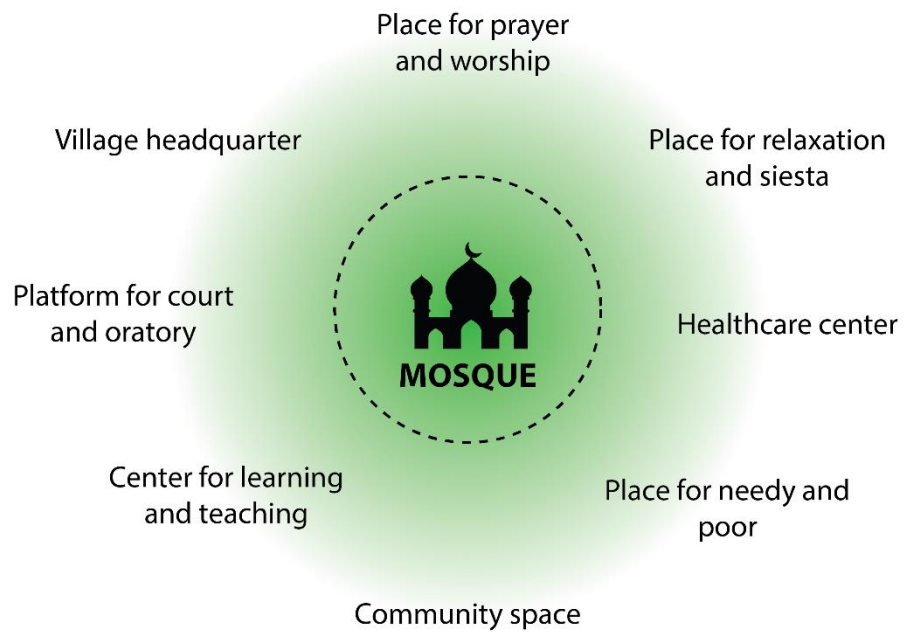 Place for prayer
and worship
Village headquarter
Place for relaxation
and siesta
Platform for court
and oratory
Healthcare center
MOSQUE
Center for learning
and teaching
Place for needy and
poor
Community space